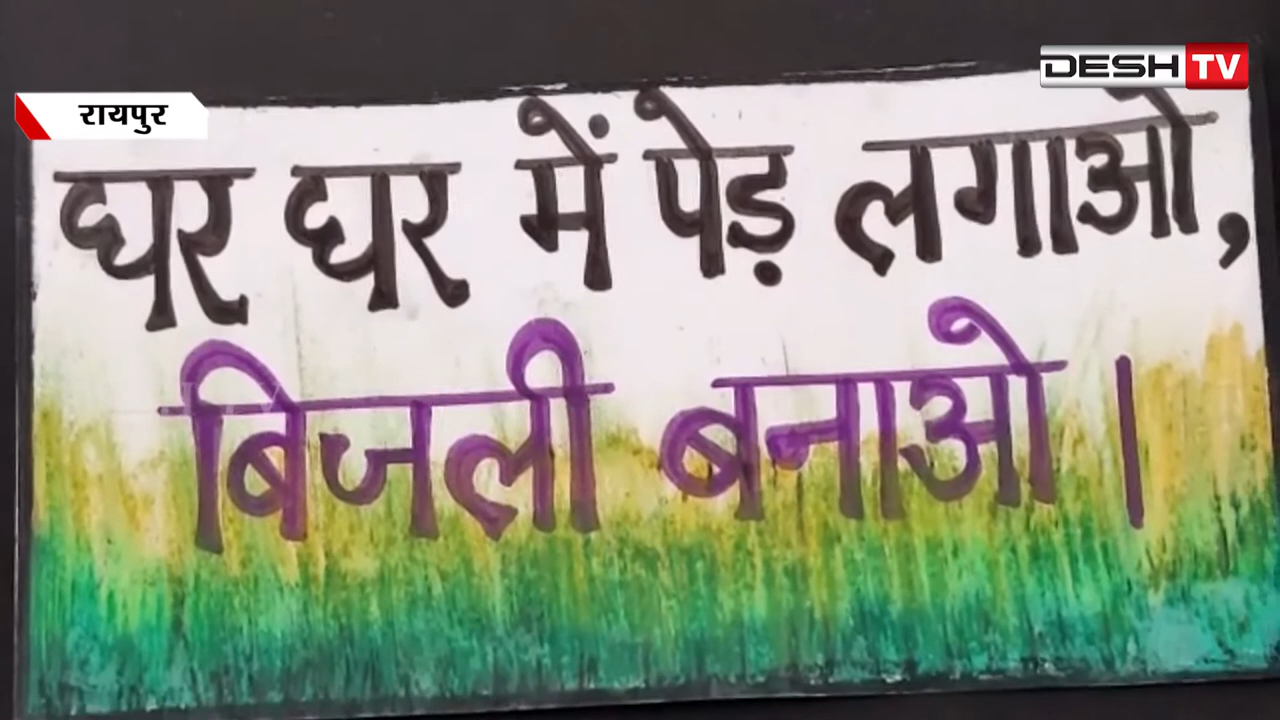 DESH TV
रायपुर
घर घर में पेड़ लगाओ,
बिजली बनाओ।